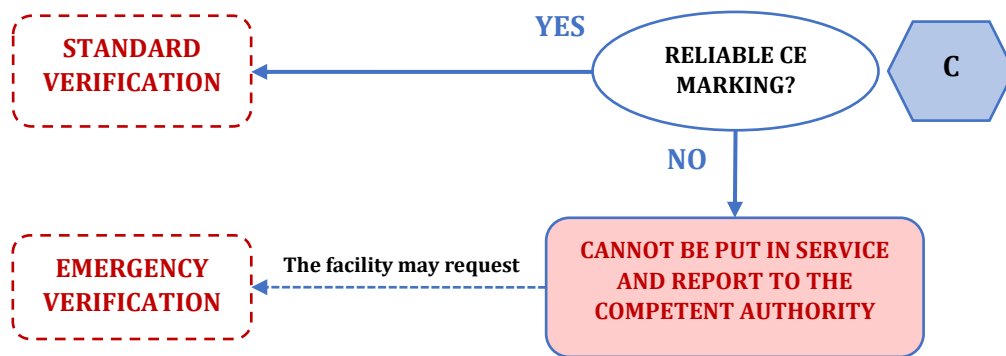 YES
STANDARD
VERIFICATION
RELIABLE CE
MARKING?
C
NO
EMERGENCY
VERIFICATION
The facility may request
CANNOT BE PUT IN SERVICE
AND REPORT TO THE
COMPETENT AUTHORITY